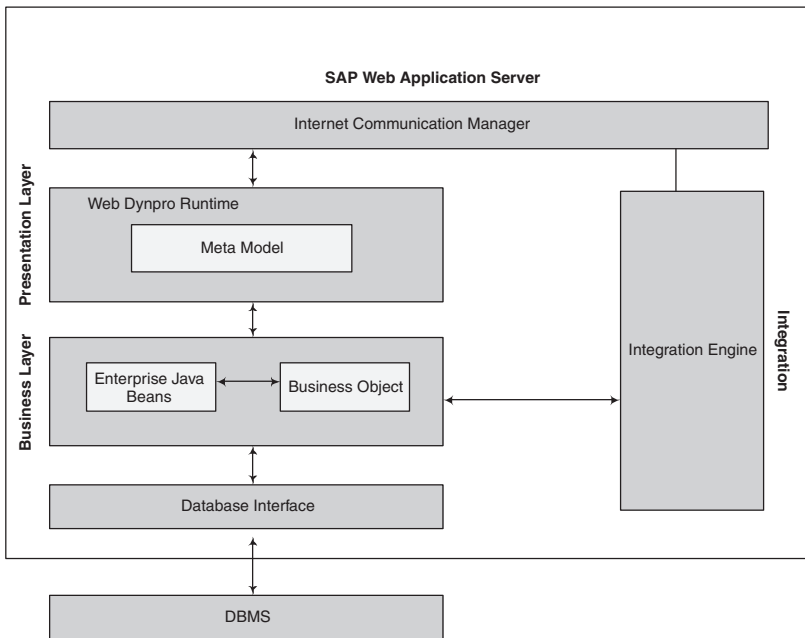 SAP Web Application Server
Internet Communication Manager
Presentation Layer
Web Dynpro Runtime
Meta Model
Business Layer
Enterprise Java
Beans
Business Object
Integration Engine
Integration
Database Interface
DBMS